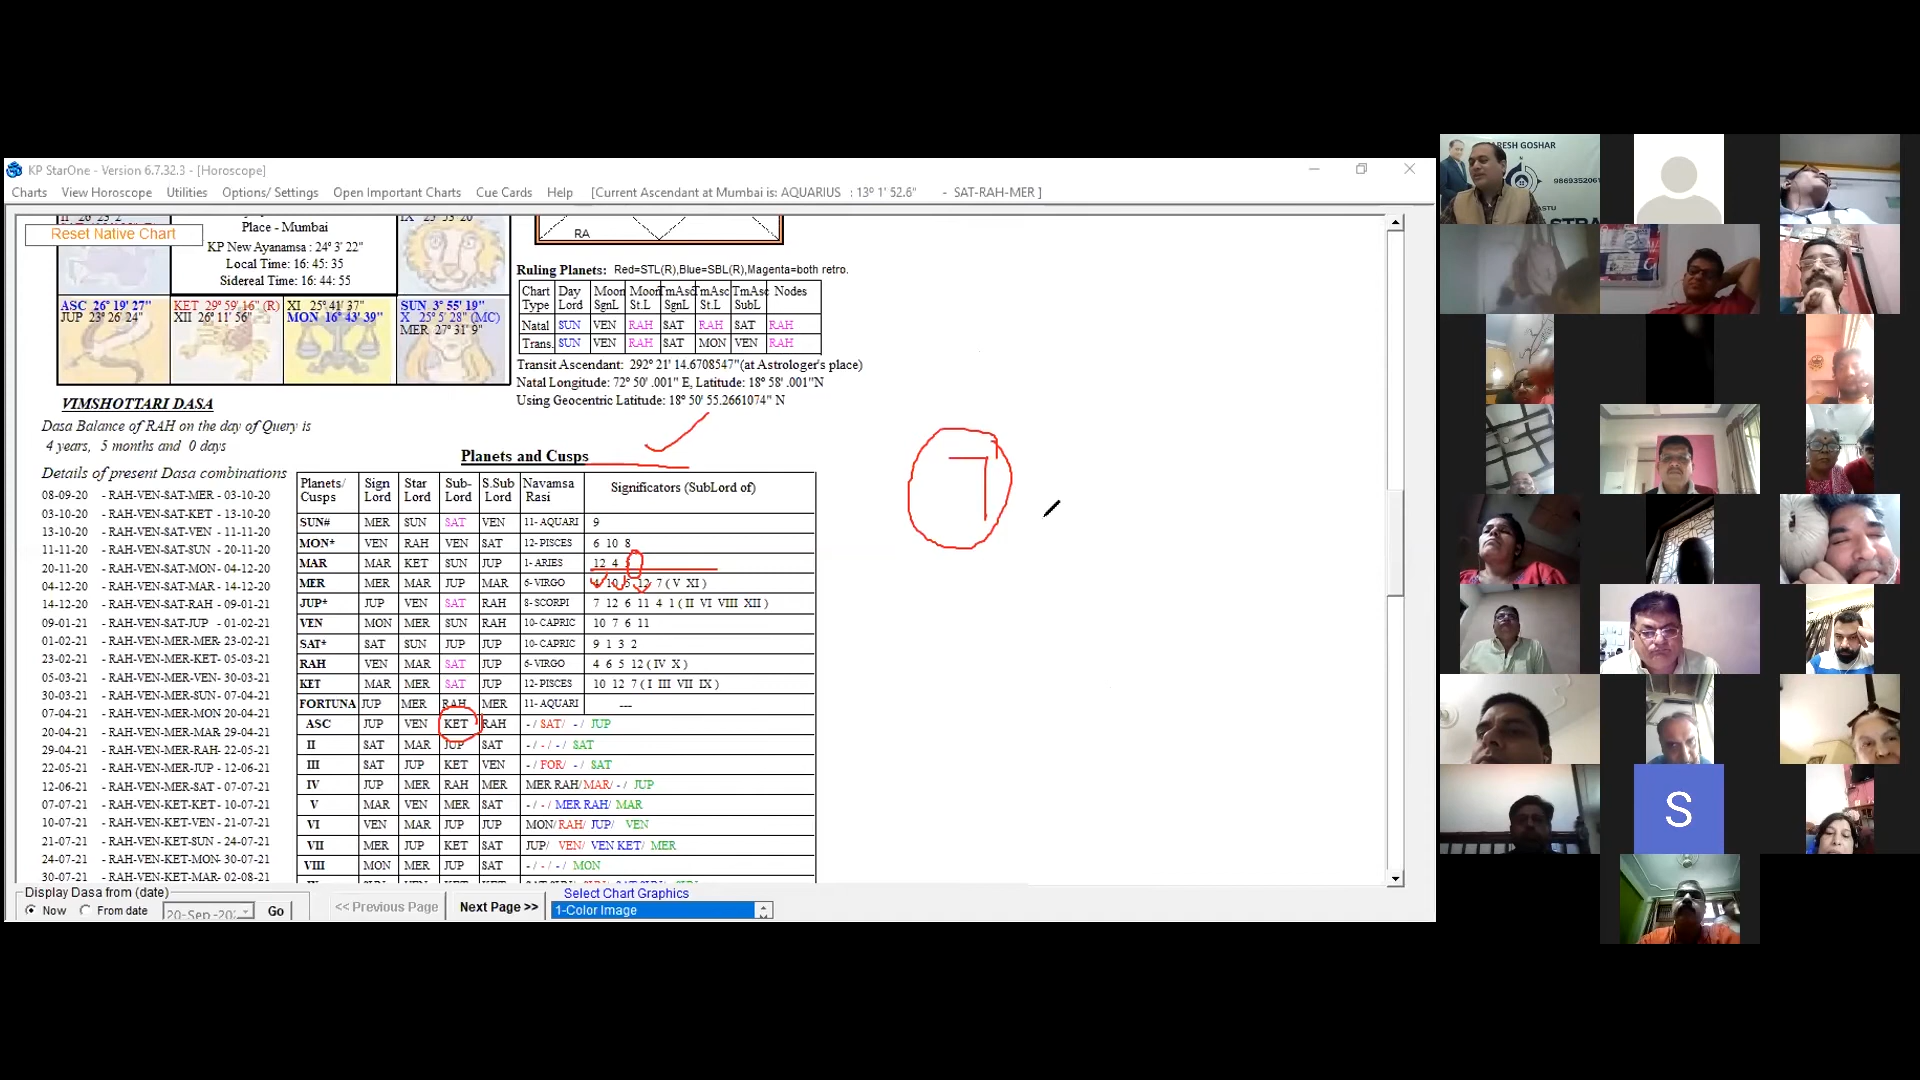 KP StarOne - Version 6.7.32.3 - [Horoscope]
Charts View Horoscope Utilities Options/ Settings Open Important Charts Cue Cards Help [Current Ascendant at Mumbai is: AQUARIUS : 13º 1' 52.6" - SAT-RAH-MER ]
Reset Native Chart
Place - Mumbai
KP New Ayanamsa : 24º 3' 22"
Local Time: 16: 45: 35
Sidereal Time: 16: 44: 55
ASC 26º 19' 27"
JUP 23º 26' 24"
KET 29º 59' 16" (R)
XII 26º 11' 56"
XI 25º 41' 37"
MON 16º 43' 39"
SUN 3º 55' 19"
X 25º 5' 28" (MC)
MER 27º 31' 9"
RA
Ruling Planets: Red=STL(R),Blue=SBL(R),Magenta=both retro.
Chart Type Day Lord Moon SgnL Moon St.L TmAsc SgnL TmAsc St.L TmAsc SubL Nodes
Natal SUN VEN RAH SAT RAH SAT RAH
Trans. SUN VEN RAH SAT MON VEN RAH
Transit Ascendant: 292º 21' 14.6708547"(at Astrologer's place)
Natal Longitude: 72º 50' .001" E, Latitude: 18º 58' .001"N
Using Geocentric Latitude: 18º 50' 55.2661074" N
VIMSHOTTARI DASA
Dasa Balance of RAH on the day of Query is
4 years, 5 months and 0 days
Details of present Dasa combinations
08-09-20 - RAH-VEN-SAT-MER - 03-10-20
03-10-20 - RAH-VEN-SAT-KET - 13-10-20
13-10-20 - RAH-VEN-SAT-VEN - 11-11-20
11-11-20 - RAH-VEN-SAT-SUN - 20-11-20
20-11-20 - RAH-VEN-SAT-MON - 04-12-20
04-12-20 - RAH-VEN-SAT-MAR - 14-12-20
14-12-20 - RAH-VEN-SAT-RAH - 09-01-21
09-01-21 - RAH-VEN-SAT-JUP - 01-02-21
01-02-21 - RAH-VEN-MER-MER- 23-02-21
23-02-21 - RAH-VEN-MER-KET- 05-03-21
05-03-21 - RAH-VEN-MER-VEN- 30-03-21
30-03-21 - RAH-VEN-MER-SUN - 07-04-21
07-04-21 - RAH-VEN-MER-MON 20-04-21
20-04-21 - RAH-VEN-MER-MAR- 29-04-21
29-04-21 - RAH-VEN-MER-RAH- 22-05-21
22-05-21 - RAH-VEN-MER-JUP - 12-06-21
12-06-21 - RAH-VEN-MER-SAT - 07-07-21
07-07-21 - RAH-VEN-KET-KET - 10-07-21
10-07-21 - RAH-VEN-KET-VEN - 21-07-21
21-07-21 - RAH-VEN-KET-SUN - 24-07-21
24-07-21 - RAH-VEN-KET-MON- 30-07-21
30-07-21 - RAH-VEN-KET-MAR- 02-08-21
Planets and Cusps
Planets/ Cusps Sign Lord Star Lord Sub- Lord S.Sub Lord Navamsa Rasi Significators (SubLord of)
SUN# MER SUN SAT VEN 11- AQUARI 9
MON* VEN RAH VEN SAT 12- PISCES 6 10 8
MAR MAR KET SUN JUP 1- ARIES 12 4
MER MER MAR JUP MAR 6- VIRGO 4 10 5 12 7 ( V XI )
JUP* JUP VEN SAT RAH 8- SCORPI 7 12 6 11 4 1 ( II VI VIII XII )
VEN MON MER SUN RAH 10- CAPRIC 10 7 6 11
SAT* SAT SUN JUP JUP 10- CAPRIC 9 1 3 2
RAH VEN MAR SAT JUP 6- VIRGO 4 6 5 12 ( IV X )
KET MAR MER SAT JUP 12- PISCES 10 12 7 ( I III VII IX )
FORTUNA JUP MER RAH MER 11- AQUARI ---
ASC JUP VEN KET RAH - / SAT/ - / JUP
II SAT MAR JUP SAT - / - / - / SAT
III SAT JUP KET VEN - / FOR/ - / SAT
IV JUP MER RAH MER MER RAH/ MAR/ - / JUP
V MAR VEN MER SAT - / - / MER RAH/ MAR
VI VEN MAR JUP JUP MON/ RAH/ JUP/ VEN
VII MER JUP KET SAT JUP/ VEN/ VEN KET/ MER
VIII MON MER JUP SAT - / - / - / MON
7
Display Dasa from (date)
Now From date Go
<< Previous Page Next Page >>
Select Chart Graphics
1-Color Image
RESH GOSHAR
ASTU
STRA
S